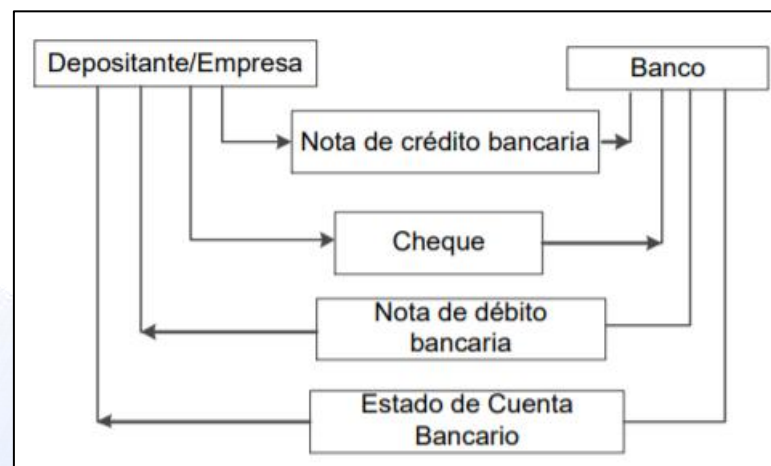 Depositante/Empresa
Banco
Nota de crédito bancaria
Cheque
Nota de débito
bancaria
Estado de Cuenta
Bancario